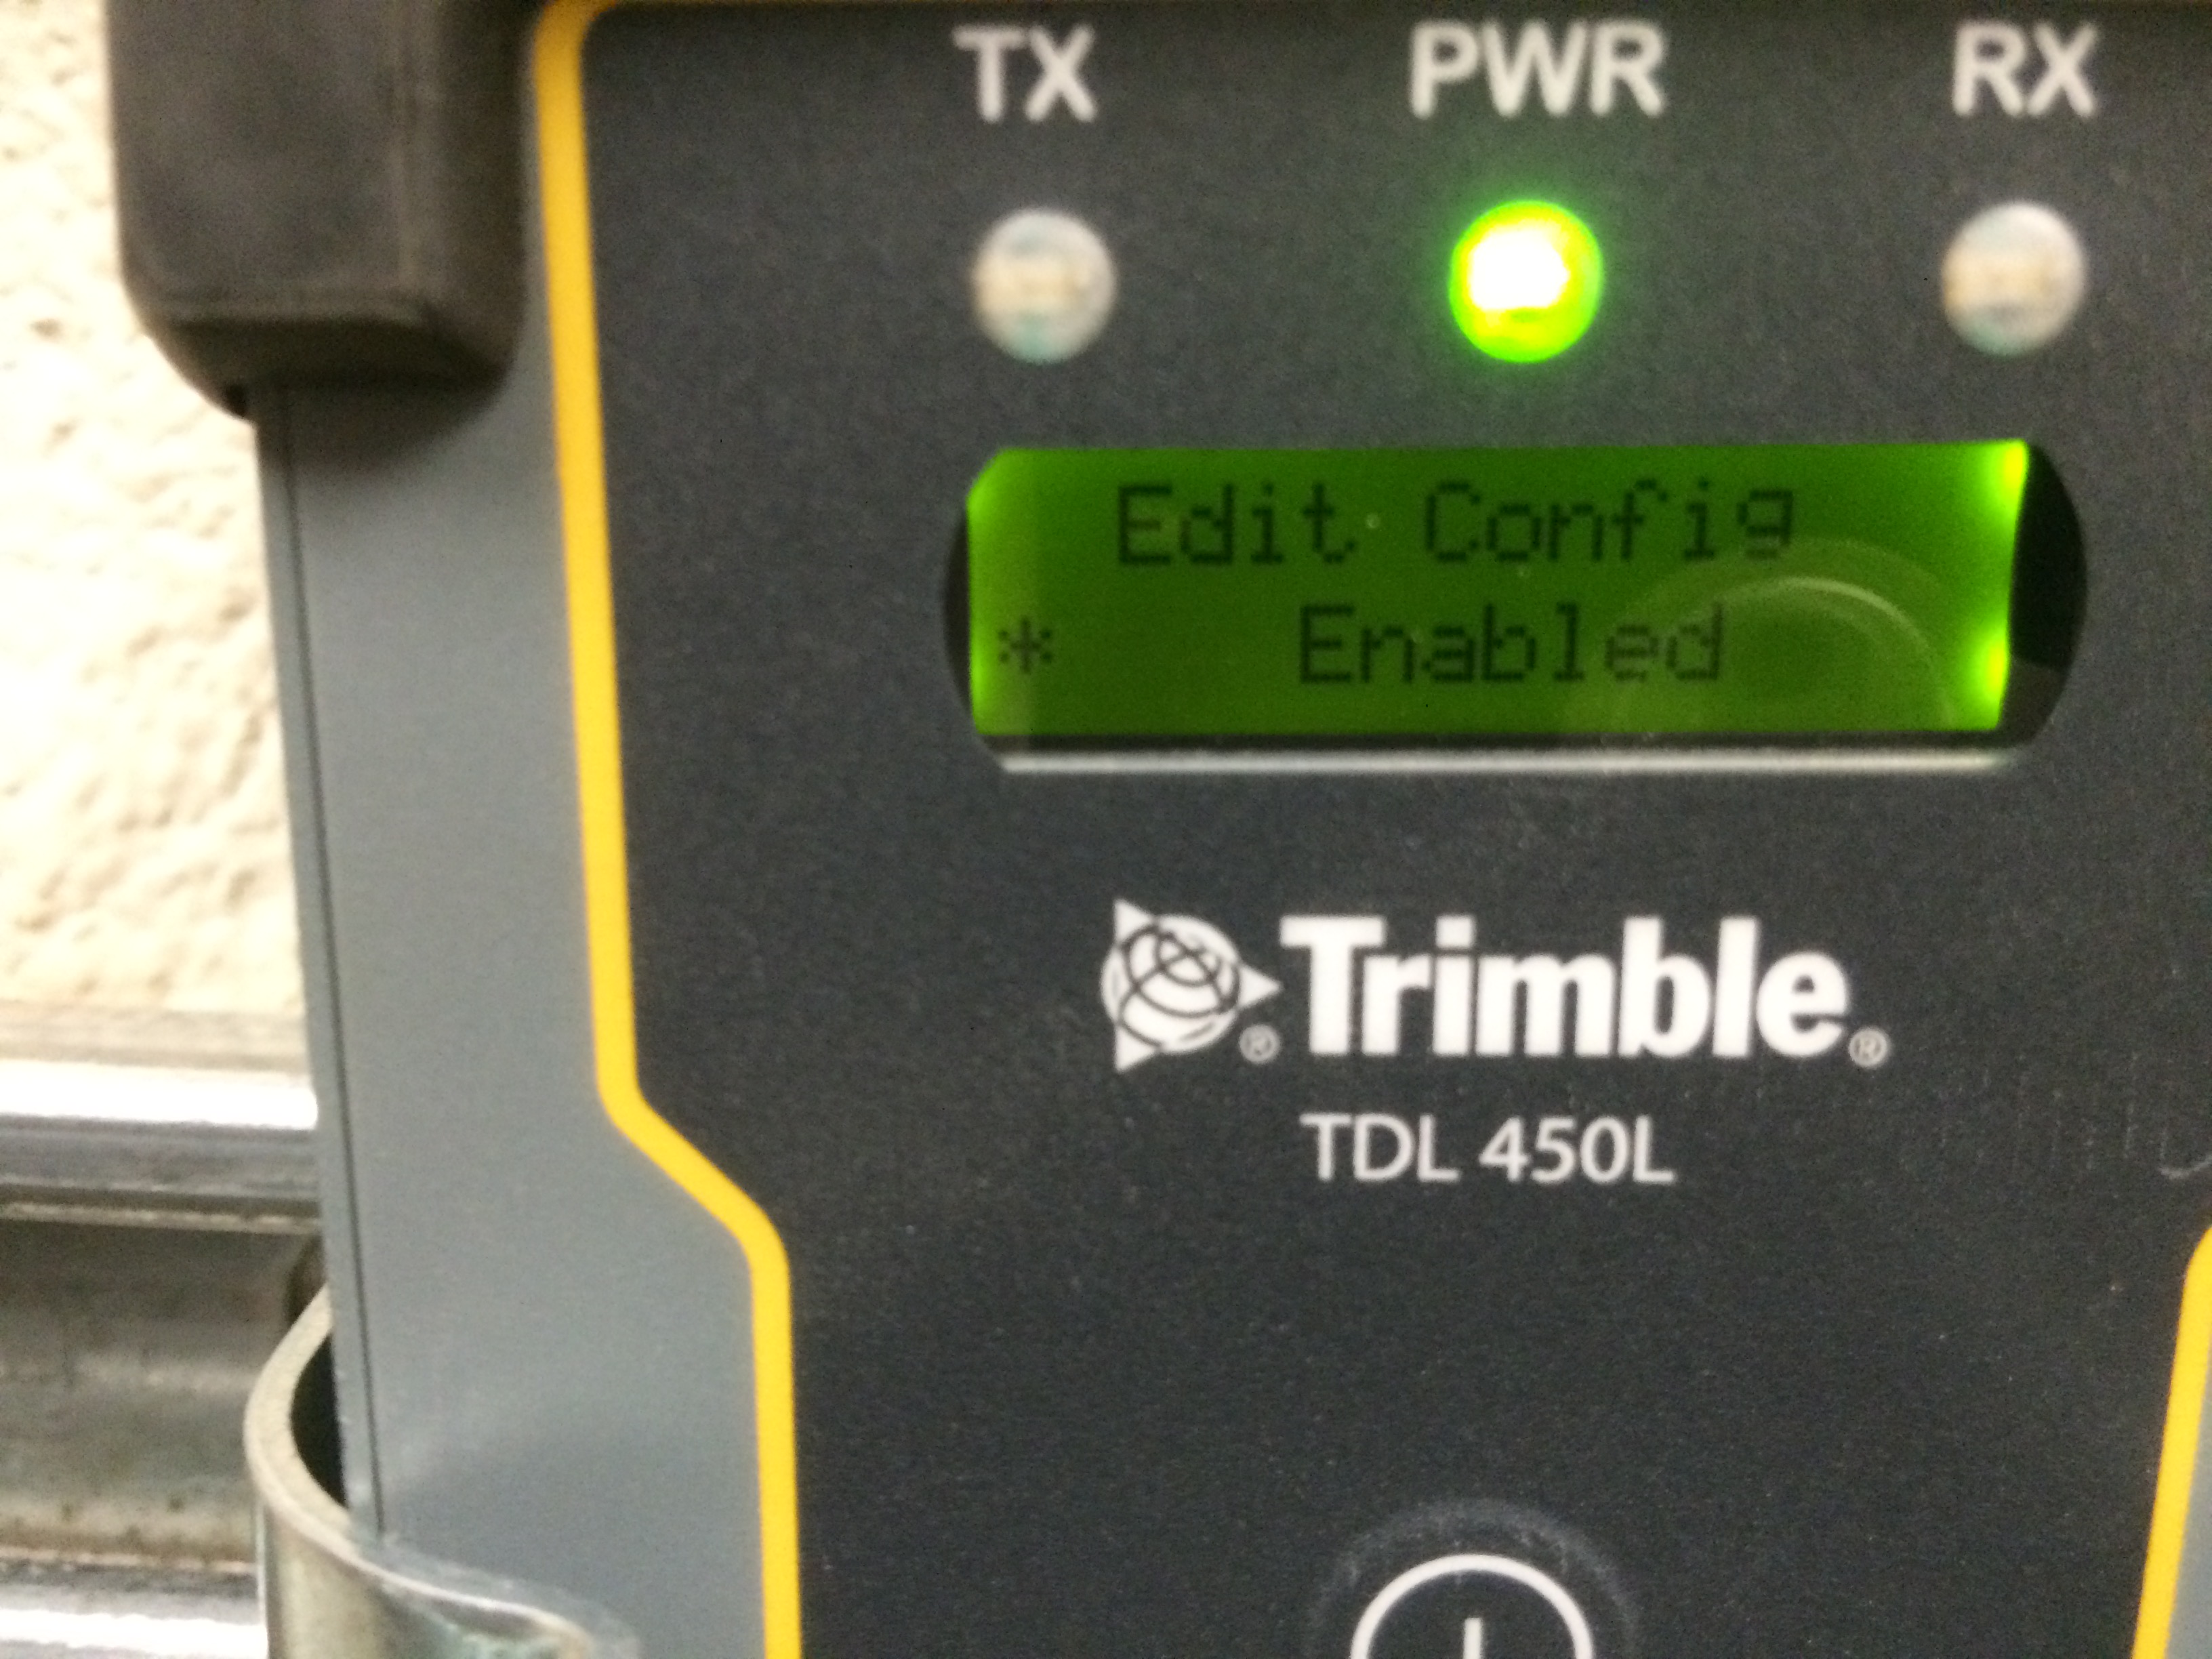 TX PWR RX
Edit Config
* Enabled
® Trimble®
TDL 450L